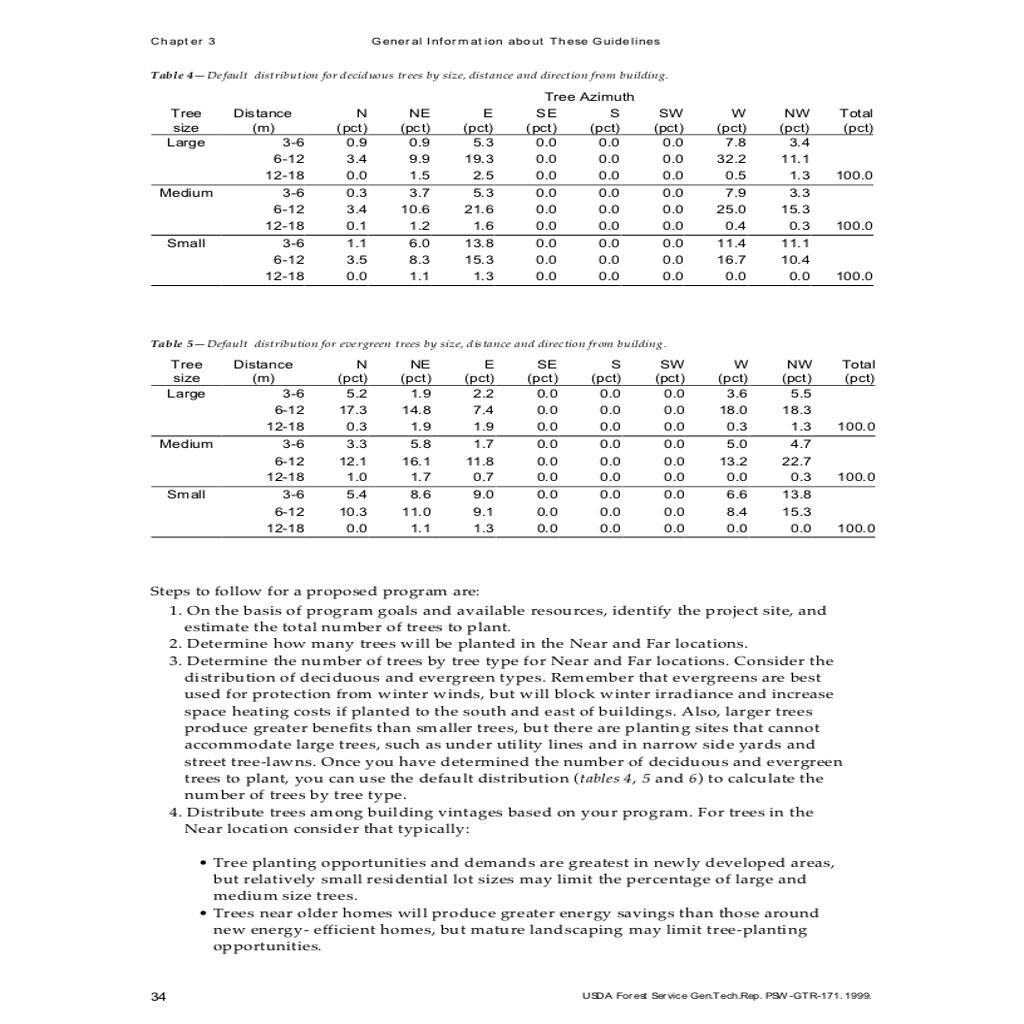 Chapter 3 General Information about These Guidelines
Table 4—Default distribution for deciduous trees by size, distance and direction from building.
Tree Azimuth
Tree Distance N NE E SE S SW W NW Total
size (m) (pct) (pct) (pct) (pct) (pct) (pct) (pct) (pct) (pct)
Large 3-6 0.9 0.9 5.3 0.0 0.0 0.0 7.8 3.4
6-12 3.4 9.9 19.3 0.0 0.0 0.0 32.2 11.1
12-18 0.0 1.5 2.5 0.0 0.0 0.0 0.5 1.3 100.0
Medium 3-6 0.3 3.7 5.3 0.0 0.0 0.0 7.9 3.3
6-12 3.4 10.6 21.6 0.0 0.0 0.0 25.0 15.3
12-18 0.1 1.2 1.6 0.0 0.0 0.0 0.4 0.3 100.0
Small 3-6 1.1 6.0 13.8 0.0 0.0 0.0 11.4 11.1
6-12 3.5 8.3 15.3 0.0 0.0 0.0 16.7 10.4
12-18 0.0 1.1 1.3 0.0 0.0 0.0 0.0 0.0 100.0
Table 5—Default distribution for evergreen trees by size, distance and direction from building.
Tree Distance N NE E SE S SW W NW Total
size (m) (pct) (pct) (pct) (pct) (pct) (pct) (pct) (pct) (pct)
Large 3-6 5.2 1.9 2.2 0.0 0.0 0.0 3.6 5.5
6-12 17.3 14.8 7.4 0.0 0.0 0.0 18.0 18.3
12-18 0.3 1.9 1.9 0.0 0.0 0.0 0.3 1.3 100.0
Medium 3-6 3.3 5.8 1.7 0.0 0.0 0.0 5.0 4.7
6-12 12.1 16.1 11.8 0.0 0.0 0.0 13.2 22.7
12-18 1.0 1.7 0.7 0.0 0.0 0.0 0.0 0.3 100.0
Small 3-6 5.4 8.6 9.0 0.0 0.0 0.0 6.6 13.8
6-12 10.3 11.0 9.1 0.0 0.0 0.0 8.4 15.3
12-18 0.0 1.1 1.3 0.0 0.0 0.0 0.0 0.0 100.0
Steps to follow for a proposed program are:
1. On the basis of program goals and available resources, identify the project site, and
estimate the total number of trees to plant.
2. Determine how many trees will be planted in the Near and Far locations.
3. Determine the number of trees by tree type for Near and Far locations. Consider the
distribution of deciduous and evergreen types. Remember that evergreens are best
used for protection from winter winds, but will block winter irradiance and increase
space heating costs if planted to the south and east of buildings. Also, larger trees
produce greater benefits than smaller trees, but there are planting sites that cannot
accommodate large trees, such as under utility lines and in narrow side yards and
street tree-lawns. Once you have determined the number of deciduous and evergreen
trees to plant, you can use the default distribution (tables 4, 5 and 6) to calculate the
number of trees by tree type.
4. Distribute trees among building vintages based on your program. For trees in the
Near location consider that typically:
• Tree planting opportunities and demands are greatest in newly developed areas,
but relatively small residential lot sizes may limit the percentage of large and
medium size trees.
• Trees near older homes will produce greater energy savings than those around
new energy- efficient homes, but mature landscaping may limit tree-planting
opportunities.
34 USDA Forest Service Gen.Tech.Rep. PSW-GTR-171. 1999.